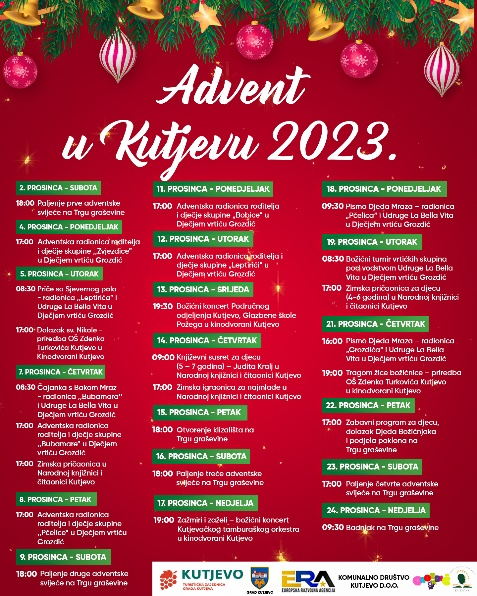 Advent
u Kutjevu 2023.
2. PROSINCA - SUBOTA
18:00 Paljenje prve adventske
svijeće na Trgu graševine
4. PROSINCA - PONEDJELJAK
17:00 Adventska radionica roditelja
i dječje skupine „Zvjezdice"
u Dječjem vrtiću Grozdić
5. PROSINCA - UTORAK
08:30 Priče sa Sjevernog pola
- radionica „Leptirića" i
Udruge La Bella Vita u
Dječjem vrtiću Grozdić
17:00 Dolazak sv. Nikole -
priredba OŠ Zdenka
Turkovića Kutjevo u
Kinodvorani Kutjevo
7. PROSINCA - ČETVRTAK
08:30 Čajanka s Bakom Mraz
- radionica „Bubamara"
i Udruge La Bella Vita u
Dječjem vrtiću Grozdić
17:00 Adventska radionica
roditelja i dječje skupine
„Bubamare" u Dječjem
vrtiću Grozdić
17:00 Zimska pričaonica u
Narodnoj knjižnici i
čitaonici Kutjevo
8. PROSINCA - PETAK
17:00 Adventska radionica
roditelja i dječje skupine
„Pčelice" u Dječjem vrtiću
Grozdić
9. PROSINCA - SUBOTA
18:00 Paljenje druge adventske
svijeće na Trgu graševine
11. PROSINCA - PONEDJELJAK
17:00 Adventska radionica roditelja
i dječje skupine „Bobice" u
Dječjem vrtiću Grozdić
12. PROSINCA - UTORAK
17:00 Adventska radionica roditelja i
dječje skupine „Leptirići" u
Dječjem vrtiću Grozdić
13. PROSINCA - SRIJEDA
19:30 Božićni koncert Područnog
odjeljenja Kutjevo, Glazbene škole
Požega u kinodvorani Kutjevo
14. PROSINCA - ČETVRTAK
09:00 Književni susret za djecu
(5 - 7 godina) - Judita Kralj u
Narodnoj knjižnici i čitaonici Kutjevo
17:00 Zimska igraonica za najmlađe u
Narodnoj knjižnici i čitaonici Kutjevo
15. PROSINCA - PETAK
18:00 Otvorenje klizališta na
Trgu graševine
16. PROSINCA - SUBOTA
18:00 Paljenje treće adventske
svijeće na Trgu graševine
17. PROSINCA - NEDJELJA
19:00 Zažmiri i zaželi - božićni koncert
Kutjevačkog tamburaškog orkestra
u kinodvorani Kutjevo
18. PROSINCA - PONEDJELJAK
09:30 Pisma Djeda Mraza - radionica
„Pčelica" i Udruge La Bella Vita
u Dječjem vrtiću Grozdić
19. PROSINCA - UTORAK
08:30 Božićni turnir vrtićkih skupina
pod vodstvom Udruge La Bella
Vita u Dječjem vrtiću Grozdić
17:00 Zimska pričaonica za djecu
(4-6 godina) u Narodnoj knjižnici
i čitaonici Kutjevo
21. PROSINCA - ČETVRTAK
16:00 Pisma Djeda Mraza - radionica
„Grozdića" i Udruge La Bella
Vita u Dječjem vrtiću Grozdić
19:00 Tragom žice božićnice - priredba
OŠ Zdenka Turkovića Kutjevo
u kinodvorani Kutjevo
22. PROSINCA - PETAK
17:00 Zabavni program za djecu,
dolazak Djeda Božićnjaka
i podjela paklona na
Trgu graševine
23. PROSINCA - SUBOTA
17:00 Paljenje četvrte adventske
svijeće na Trgu graševine
24. PROSINCA - NEDJELJA
09:30 Badnjak na Trgu graševine
KUTJEVO
TURISTIČKA ZAJEDNICA
GRADA KUTJEVA
GRAD KUTJEVO
ERA
EUROPSKA RAZVOJNA AGENCIJA
KOMUNALNO DRUŠTVO
KUTJEVO D.O.O.